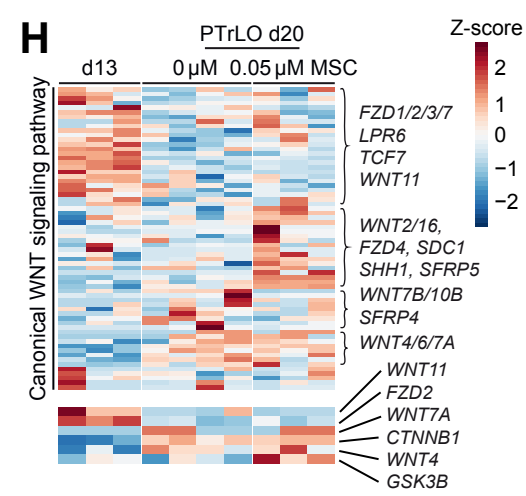 H
PTrLO d20
Z-score
d13
0 μM
0.05 μM MSC
2
1
0
−1
−2
Canonical WNT signaling pathway
FZD1/2/3/7
LPR6
TCF7
WNT11
WNT2/16,
FZD4, SDC1
SHH1, SFRP5
WNT7B/10B
SFRP4
WNT4/6/7A
WNT11
FZD2
WNT7A
CTNNB1
WNT4
GSK3B